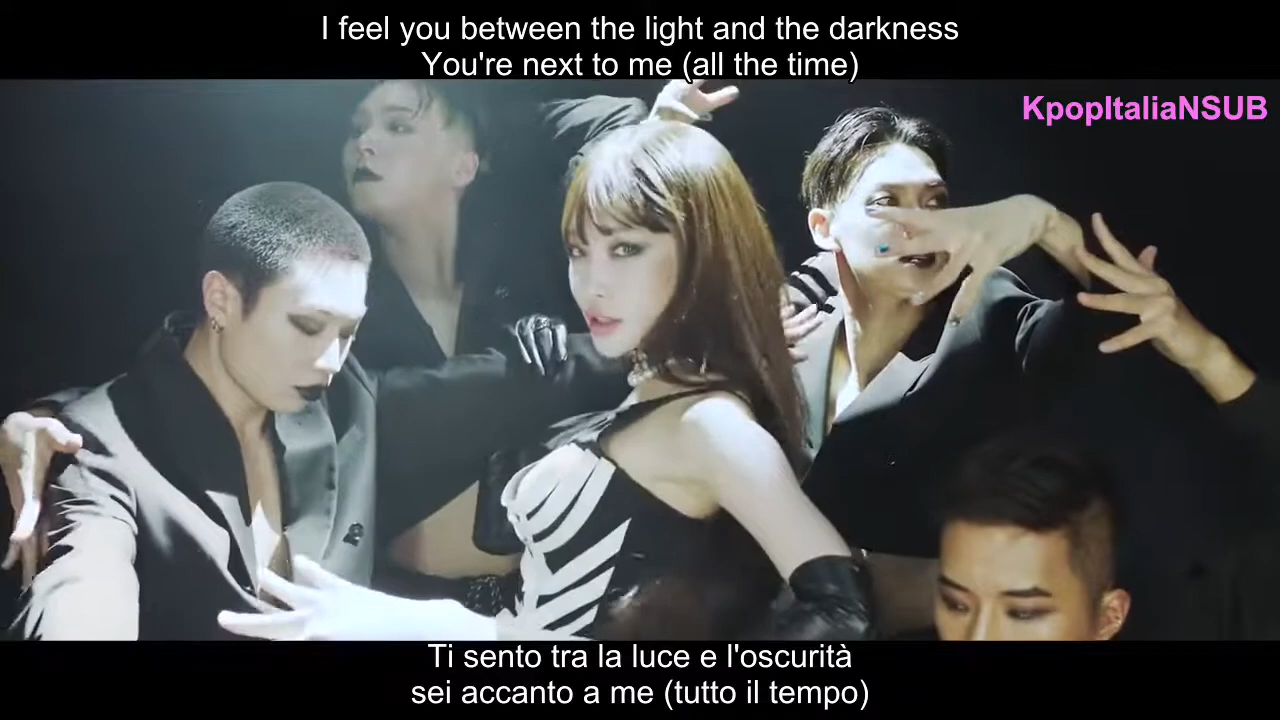 I feel you between the light and the darkness
You're next to me (all the time)
KpopItaliaNSUB
Ti sento tra la luce e l'oscurità
sei accanto a me (tutto il tempo)